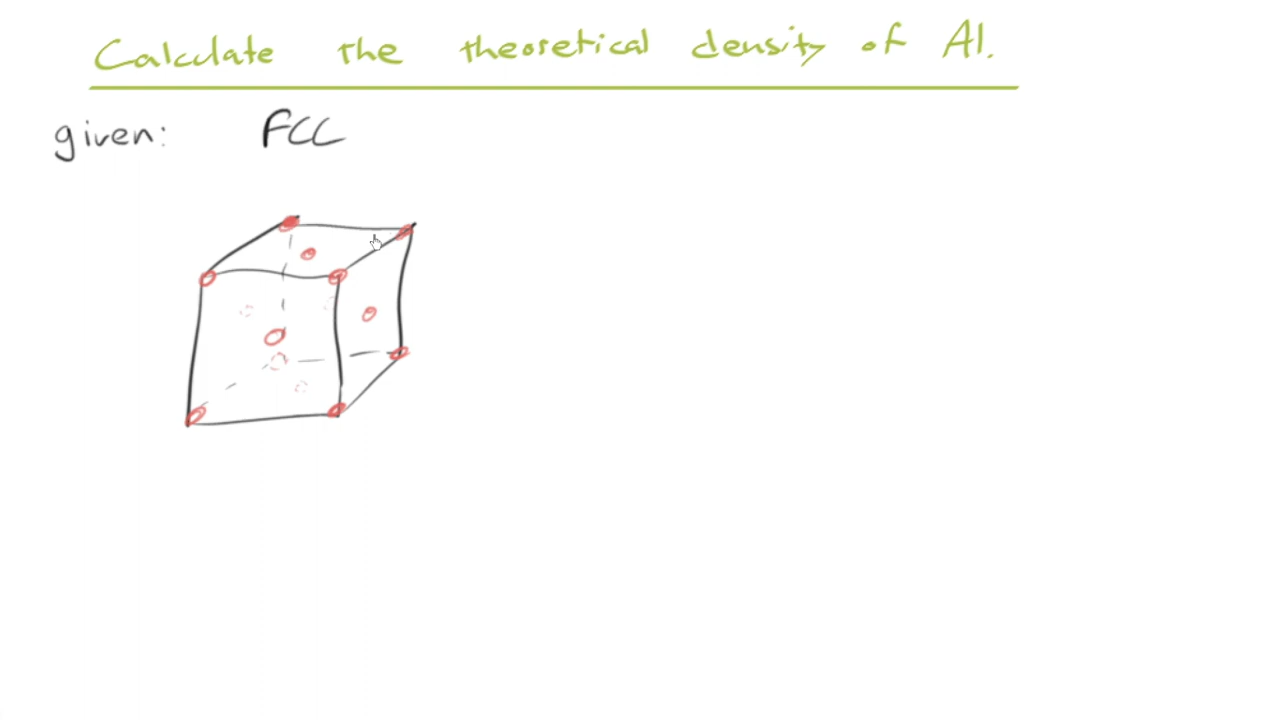 Calculate the theoretical density of Al.
given: FCC